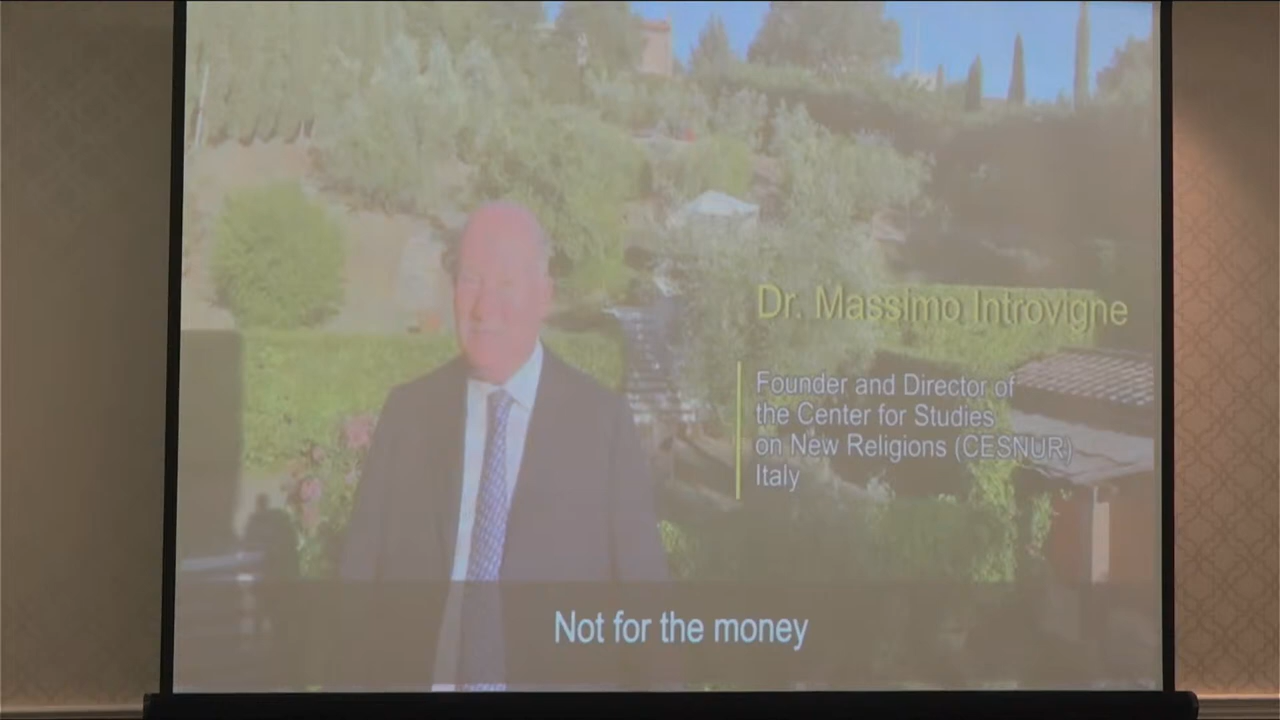 Dr. Massimo Introvigne
Founder and Director of
the Center for Studies
on New Religions (CESNUR)
Italy
Not for the money